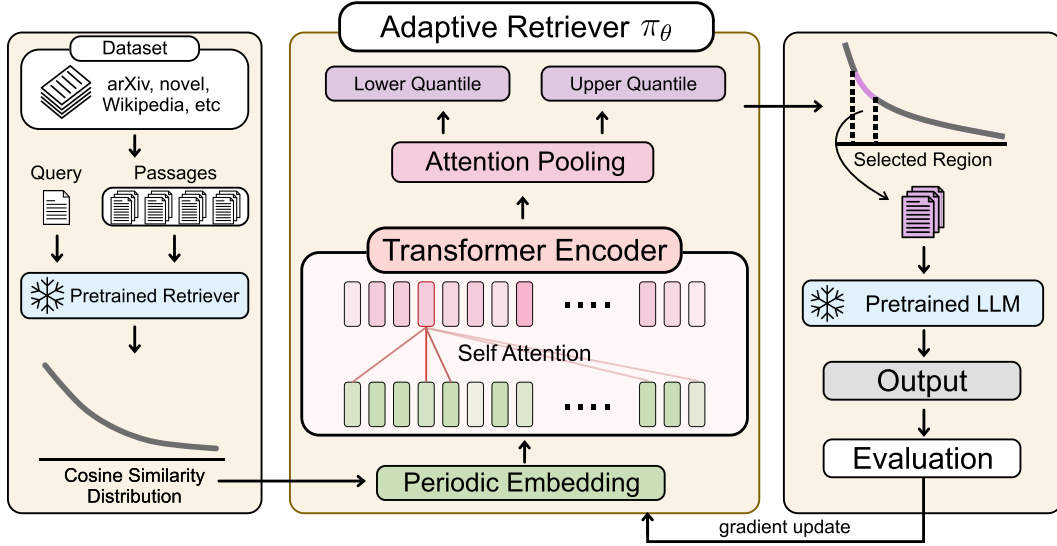 Dataset
arXiv, novel,
Wikipedia, etc
Query
Passages
Pretrained Retriever
Cosine Similarity
Distribution
Adaptive Retriever πθ
Lower Quantile
Upper Quantile
Attention Pooling
Transformer Encoder
Self Attention
Periodic Embedding
Selected Region
Pretrained LLM
Output
Evaluation
gradient update